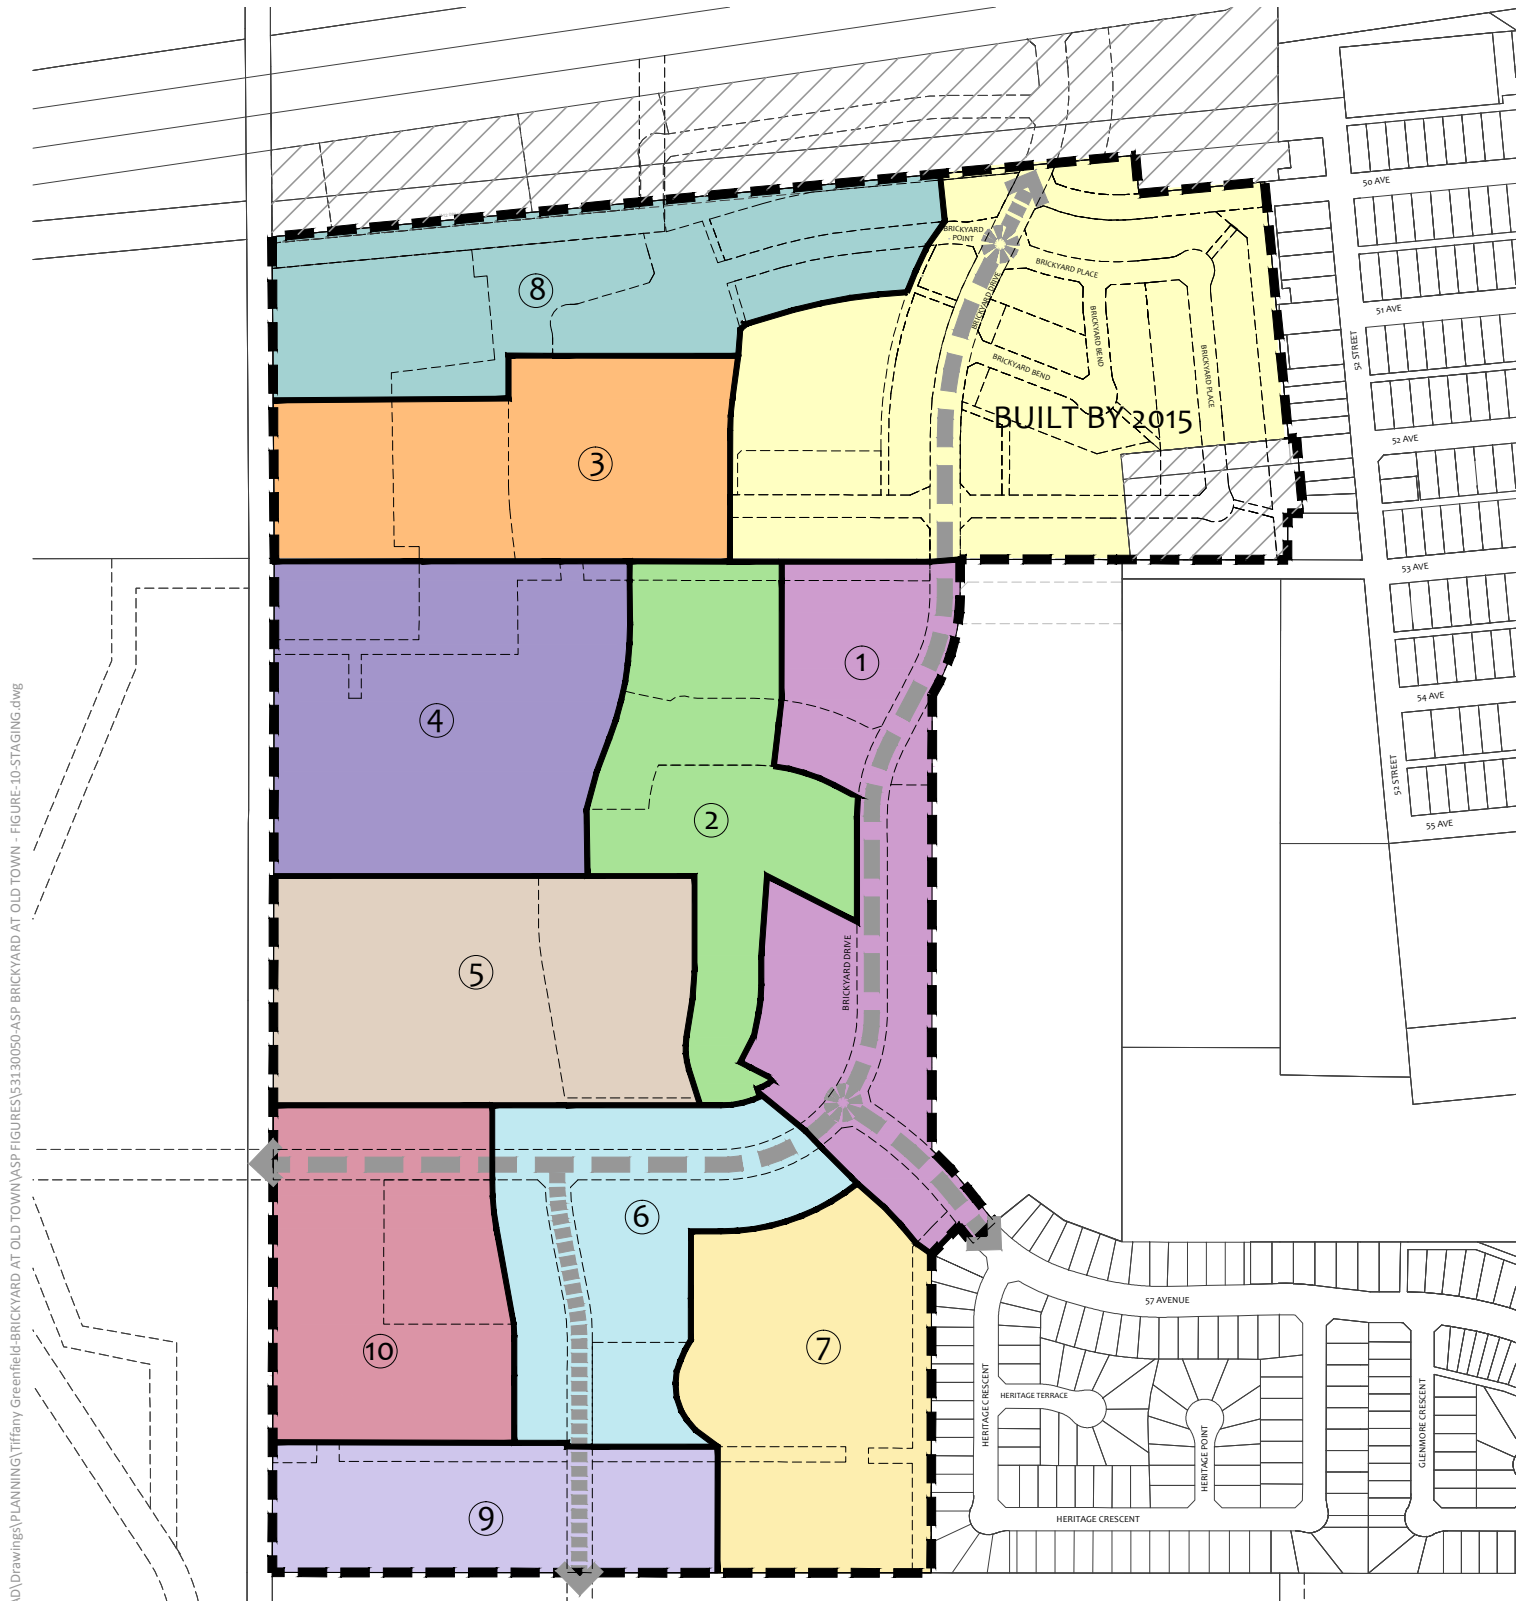 50 AVE
BRICKYARD
POINT
BRICKYARD PLACE
8
BRICKYARD DRIVE
51 AVE
BRICKYARD BEND
52 STREET
BRICKYARD BEND
BRICKYARD PLACE
BUILT BY 2015
52 AVE
3
53 AVE
1
54 AVE
4
52 STREET
2
55 AVE
5
BRICKYARD DRIVE
6
57 AVENUE
7
10
HERITAGE CRESCENT
HERITAGE TERRACE
GLENMORE CRESCENT
HERITAGE POINT
9
HERITAGE CRESCENT
AD\Drawings\PLANNING\Tiffany Greenfield-BRICKYARD AT OLD TOWN\ASP FIGURES\53130050-ASP BRICKYARD AT OLD TOWN - FIGURE-10-STAGING.dwg